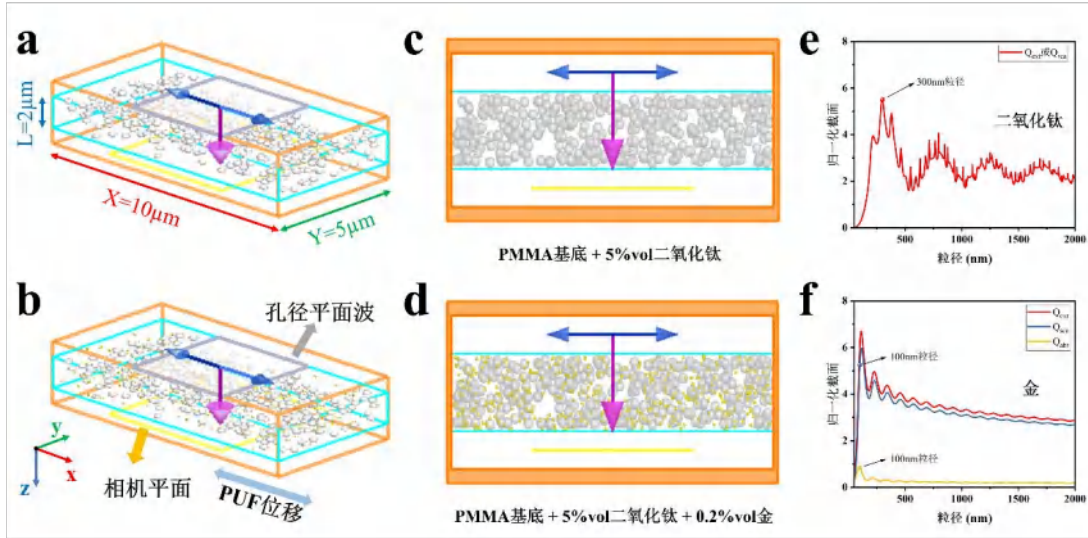 a
L=2μm
X=10μm
Y=5μm
b
孔径平面波
y
x
z
相机平面
PUF位移
c
PMMA基底 + 5%vol二氧化钛
d
PMMA基底 + 5%vol二氧化钛 + 0.2%vol金
e
归一化截面
8
6
4
2
0
500
1000
1500
2000
粒径 (nm)
300nm粒径
二氧化钛
f
归一化截面
8
6
4
2
0
500
1000
1500
2000
粒径 (nm)
Qext
Qsca
Qabs
100nm粒径
金
100nm粒径